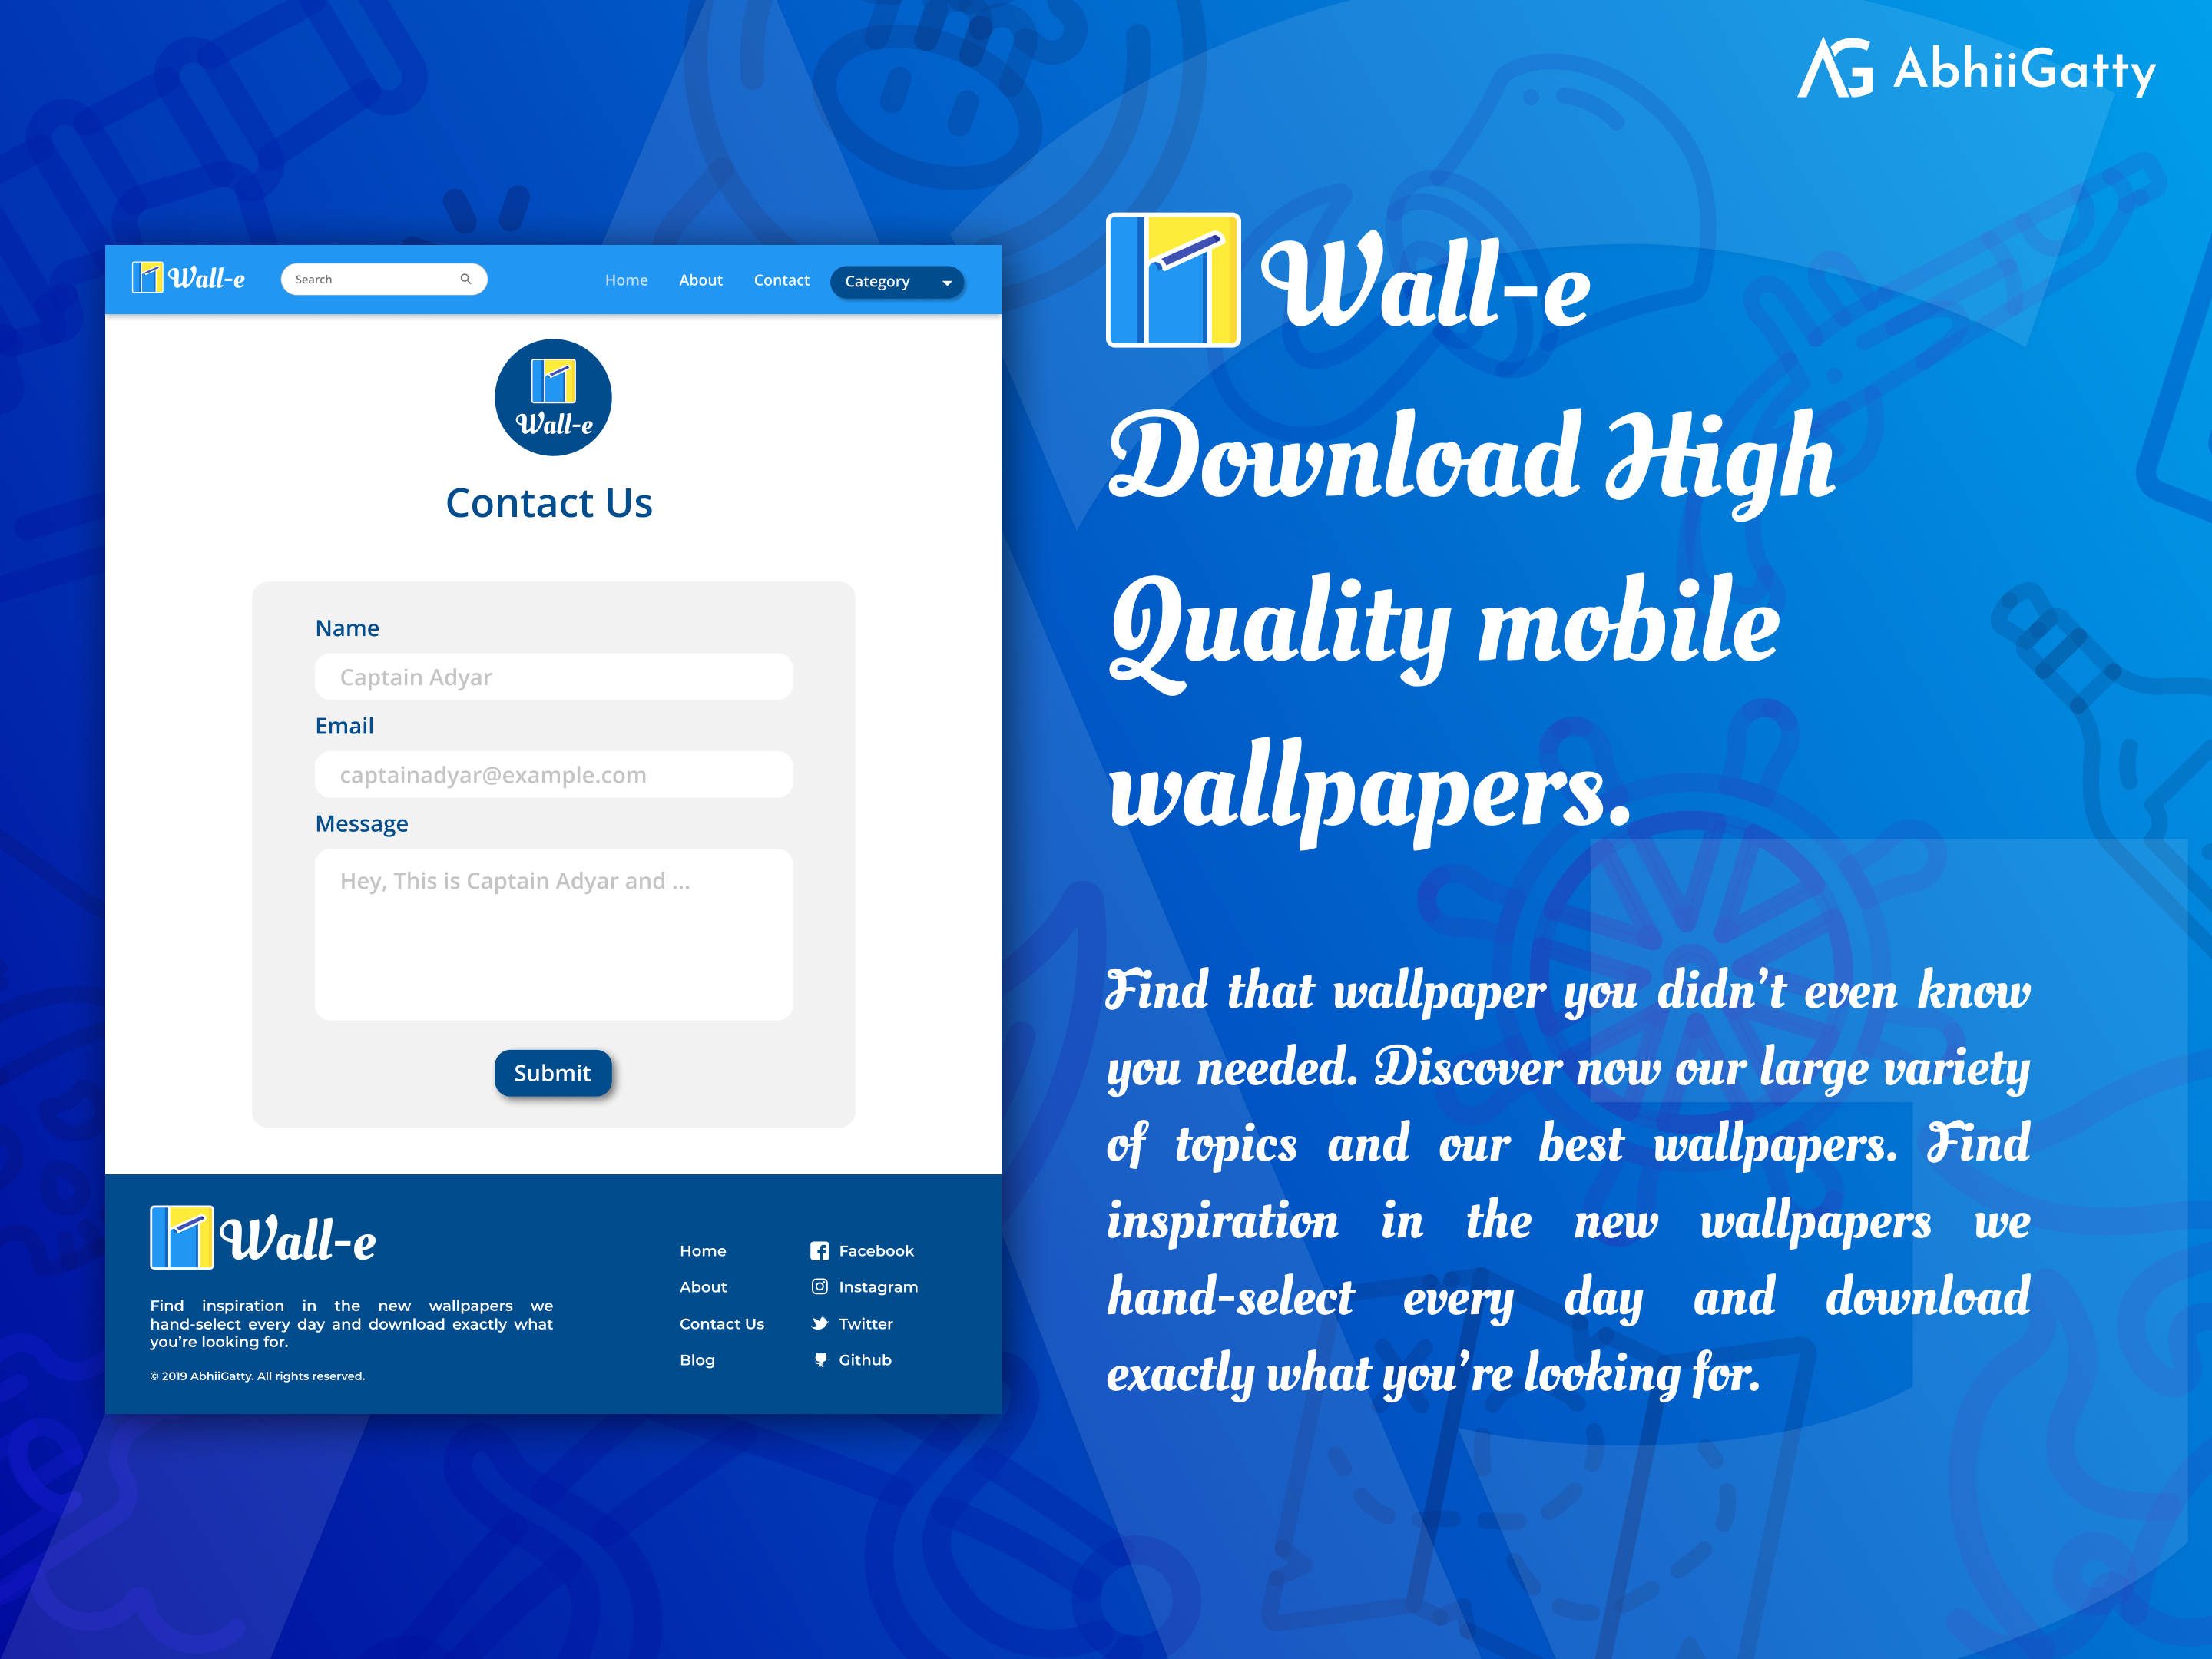 AG AbhiiGatty
Wall-e
Search
Home About Contact Category
Wall-e
Contact Us
Name
Captain Adyar
Email
captainadyar@example.com
Message
Hey, This is Captain Adyar and ...
Submit
Wall-e
Find inspiration in the new wallpapers we
hand-select every day and download exactly what
you're looking for.
© 2019 AbhiiGatty. All rights reserved.
Home
About
Contact Us
Blog
Facebook
Instagram
Twitter
Github
Wall-e
Download High
Quality mobile
wallpapers.
Find that wallpaper you didn't even know
you needed. Discover now our large variety
of topics and our best wallpapers. Find
inspiration in the new wallpapers we
hand-select every day and download
exactly what you're looking for.